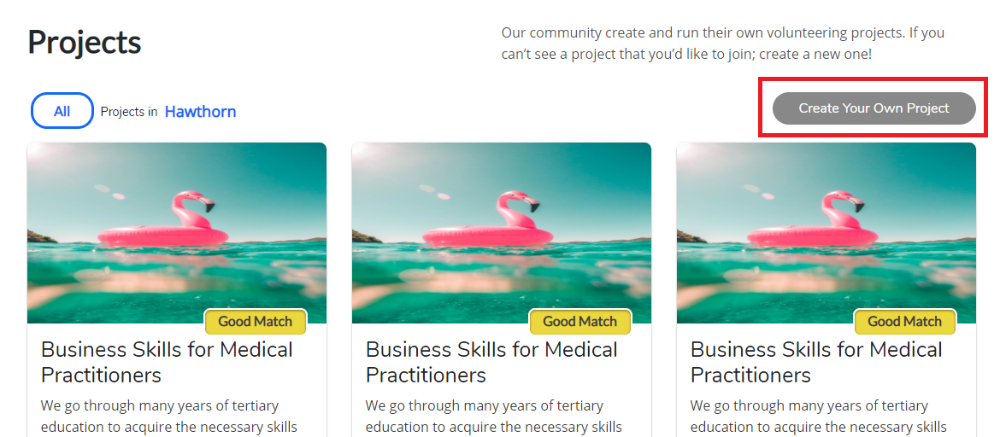 Projects
Our community create and run their own volunteering projects. If you
can’t see a project that you’d like to join; create a new one!
All Projects in Hawthorn
Create Your Own Project
Good Match
Business Skills for Medical
Practitioners
We go through many years of tertiary
education to acquire the necessary skills
Good Match
Business Skills for Medical
Practitioners
We go through many years of tertiary
education to acquire the necessary skills
Good Match
Business Skills for Medical
Practitioners
We go through many years of tertiary
education to acquire the necessary skills